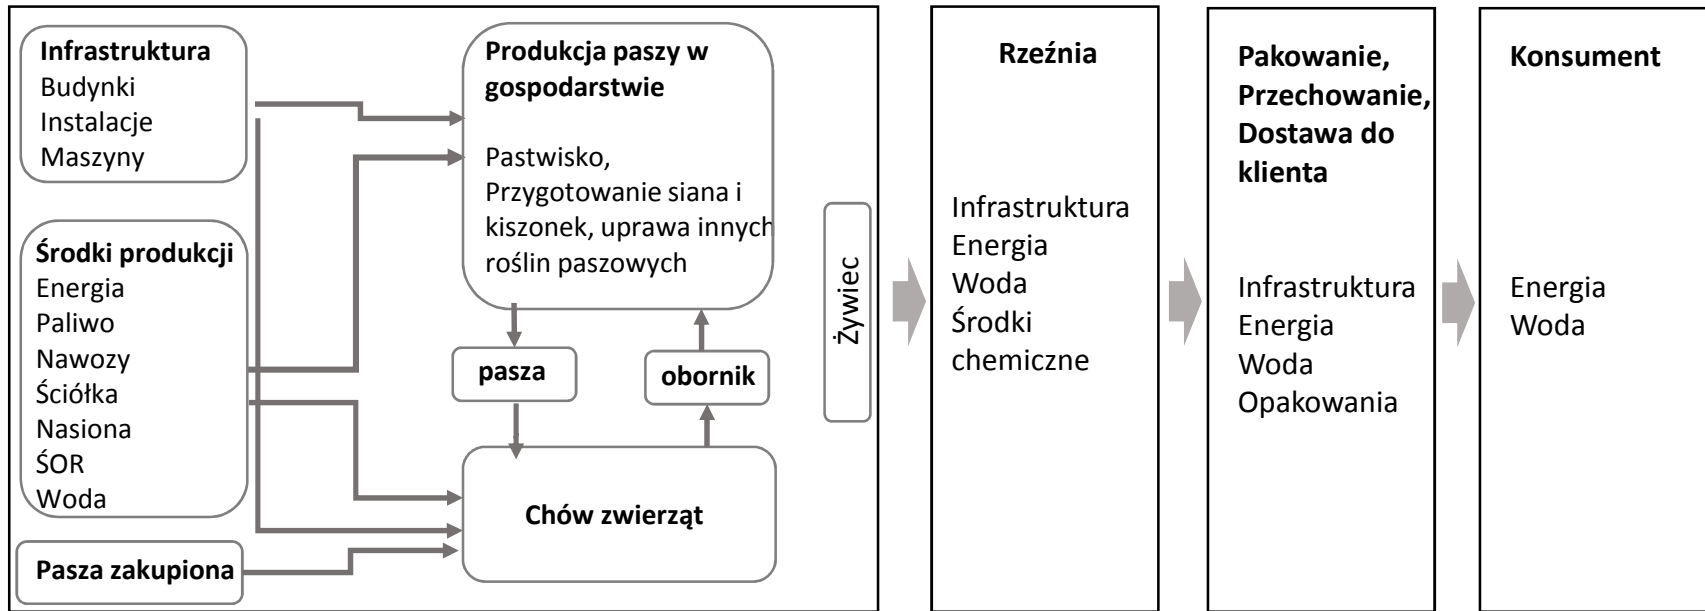 Infrastruktura
Budynki
Instalacje
Maszyny
Środki produkcji
Energia
Paliwo
Nawozy
Ściółka
Nasiona
ŚOR
Woda
Pasza zakupiona
Produkcja paszy w
gospodarstwie
Pastwisko,
Przygotowanie siana i
kiszonek, uprawa innych
roślin paszowych
pasza
obornik
Chów zwierząt
Żywiec
Rzeźnia
Infrastruktura
Energia
Woda
Środki
chemiczne
Pakowanie,
Przechowanie,
Dostawa do
klienta
Infrastruktura
Energia
Woda
Opakowania
Konsument
Energia
Woda